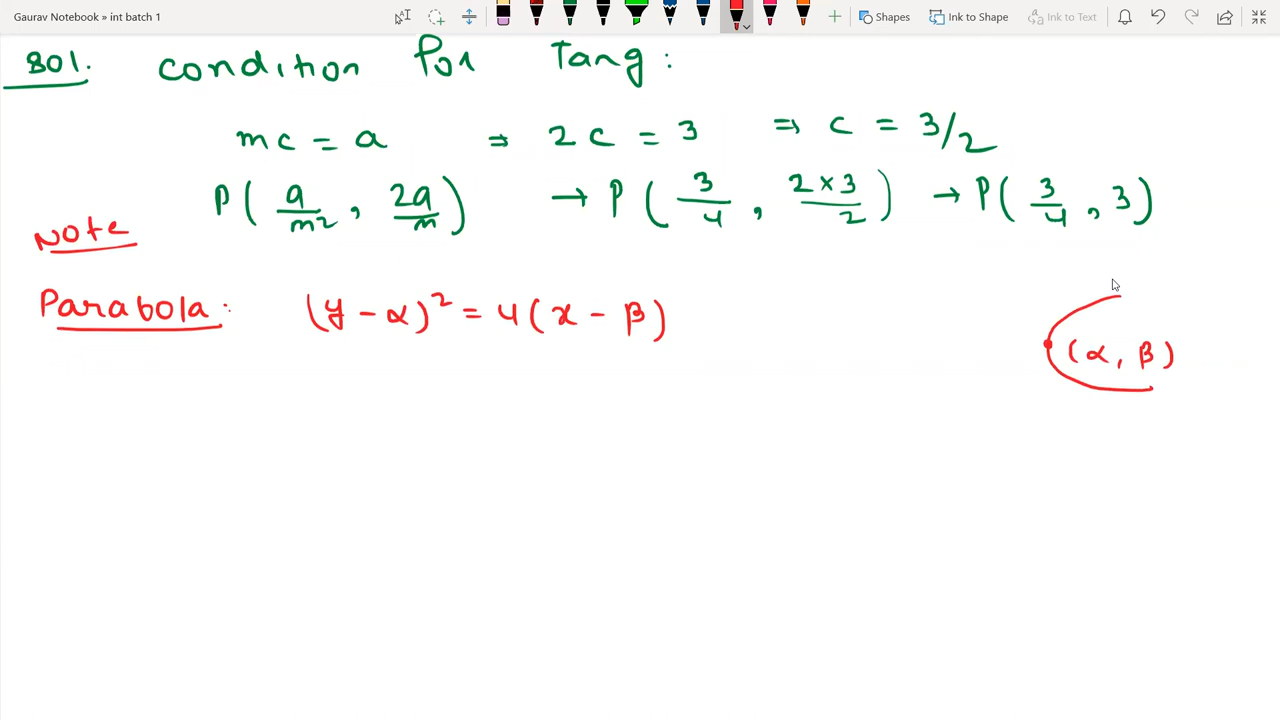 Gaurav Notebook » int batch 1
Shapes
Ink to Shape
Ink to Text
Sol. Condition for Tang:
mc = a ⇒ 2c = 3 ⇒ c = 3/2
P(a/m2, 2a/m) → P(3/4, 2×3/2) → P(3/4, 3)
Note
Parabola: (y - α)² = 4(x - β)
(α, β)